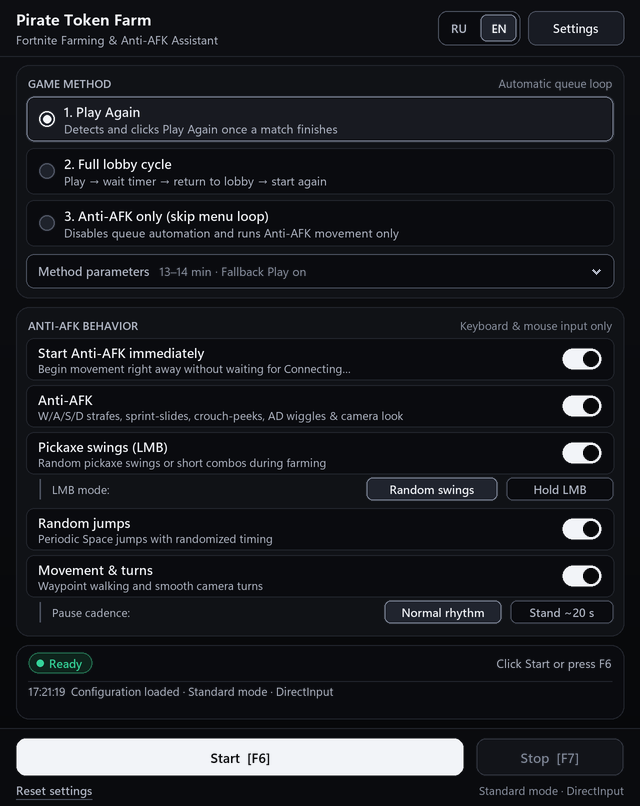 Pirate Token Farm
Fortnite Farming & Anti-AFK Assistant
RU
EN
Settings
GAME METHOD
Automatic queue loop
1. Play Again
Detects and clicks Play Again once a match finishes
2. Full lobby cycle
Play → wait timer → return to lobby → start again
3. Anti-AFK only (skip menu loop)
Disables queue automation and runs Anti-AFK movement only
Method parameters 13–14 min · Fallback Play on
ANTI-AFK BEHAVIOR
Keyboard & mouse input only
Start Anti-AFK immediately
Begin movement right away without waiting for Connecting...
Anti-AFK
W/A/S/D strafes, sprint-slides, crouch-peeks, AD wiggles & camera look
Pickaxe swings (LMB)
Random pickaxe swings or short combos during farming
LMB mode:
Random swings
Hold LMB
Random jumps
Periodic Space jumps with randomized timing
Movement & turns
Waypoint walking and smooth camera turns
Pause cadence:
Normal rhythm
Stand ~20 s
Ready
Click Start or press F6
17:21:19 Configuration loaded · Standard mode · DirectInput
Start [F6]
Stop [F7]
Reset settings
Standard mode · DirectInput